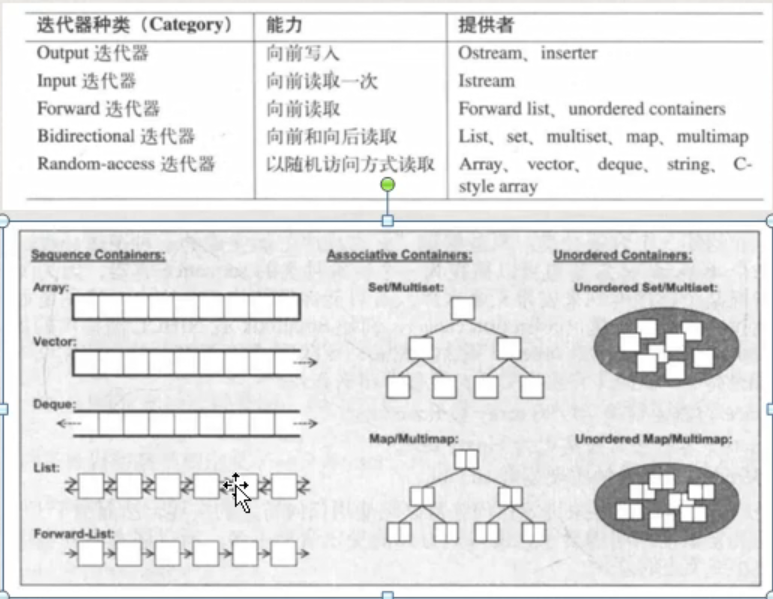 迭代器种类（Category） 能力 提供者
Output 迭代器 向前写入 Ostream、inserter
Input 迭代器 向前读取一次 Istream
Forward 迭代器 向前读取 Forward list、unordered containers
Bidirectional 迭代器 向前和向后读取 List、set、multiset、map、multimap
Random-access 迭代器 以随机访问方式读取 Array、vector、deque、string、C-
style array
Sequence Containers: Associative Containers: Unordered Containers:
Array: Set/Multiset: Unordered Set/Multiset:
Vector:
Deque:
Map/Multimap: Unordered Map/Multimap:
List:
Forward-List: